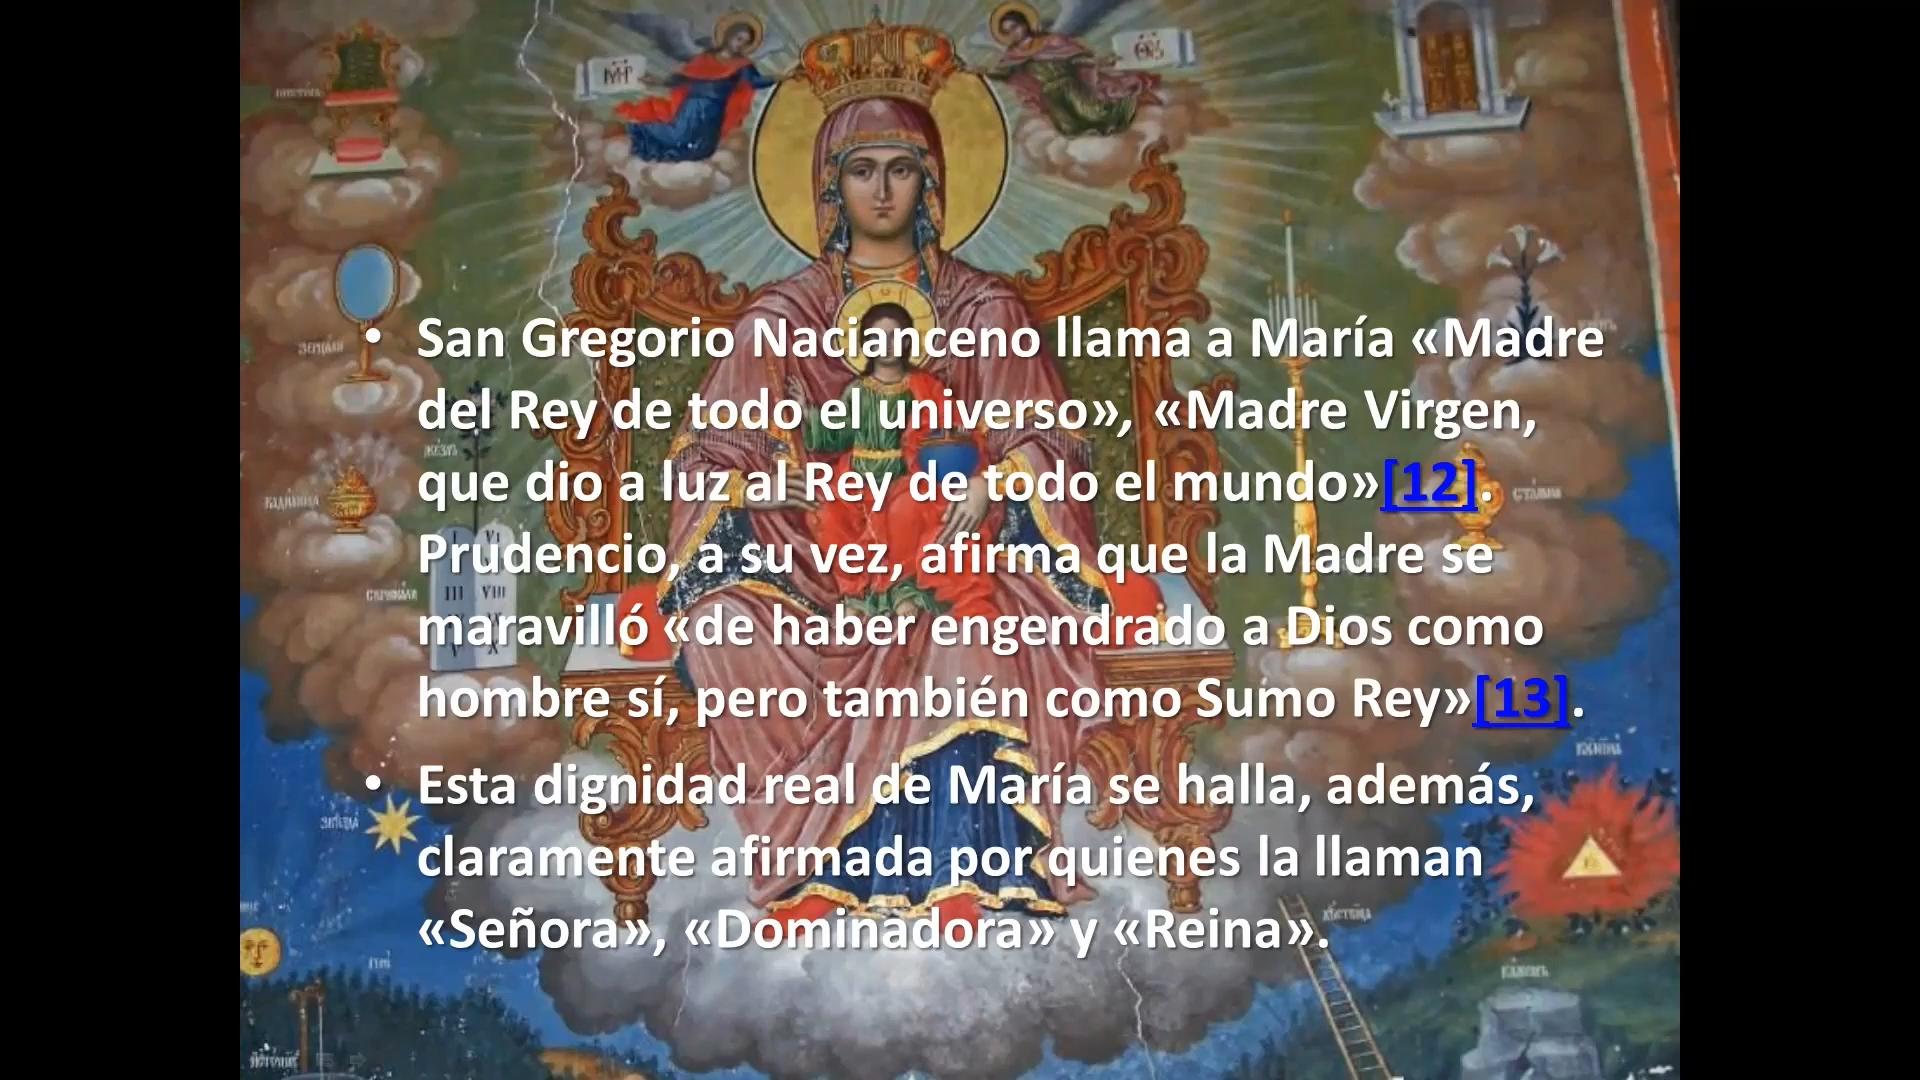 ΜΗΡ
ΘΟΥ
• San Gregorio Nacianceno llama a María «Madre
del Rey de todo el universo», «Madre Virgen,
que dio a luz al Rey de todo el mundo»[12].
Prudencio, a su vez, afirma que la Madre se
maravilló «de haber engendrado a Dios como
hombre sí, pero también como Sumo Rey»[13].
• Esta dignidad real de María se halla, además,
claramente afirmada por quienes la llaman
«Señora», «Dominadora» y «Reina».